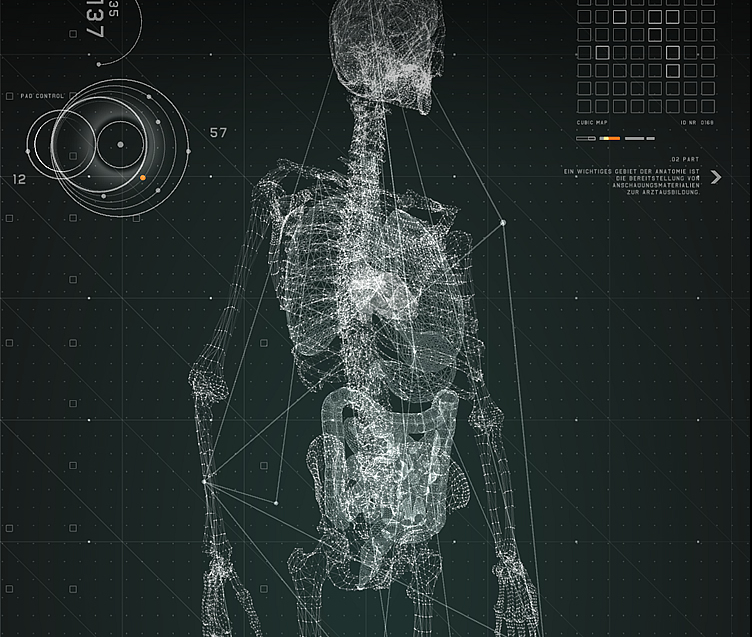 137
35
PAD CONTROL
57
12
CUBIC MAP
ID NR. 0169
.02 PART
EIN WICHTIGES GEBIET DER ANATOMIE IST
DIE BEREITSTELLUNG VON
ANSCHAUUNGSMATERIALIEN
ZUR ARZTAUSBILDUNG.